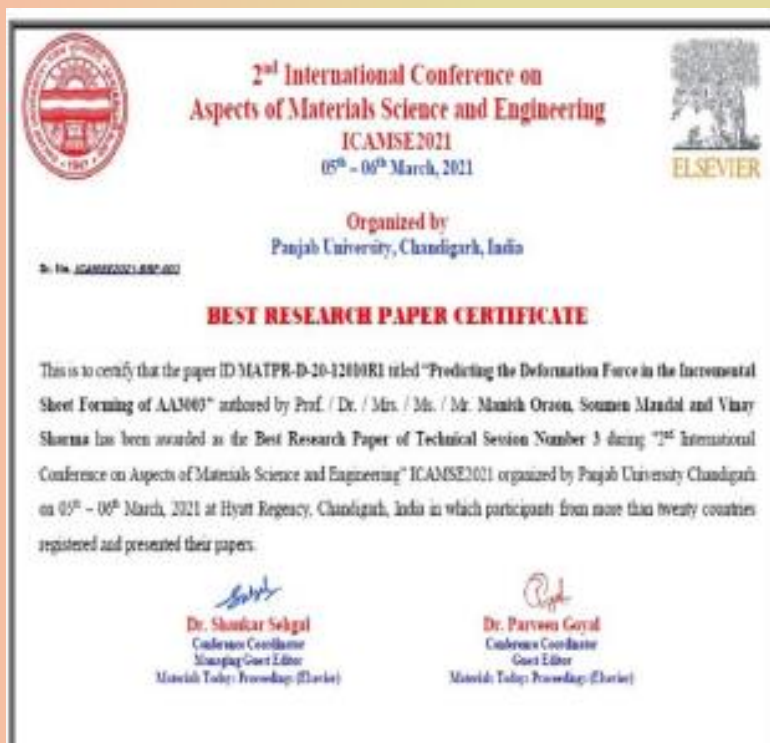 2nd International Conference on
Aspects of Materials Science and Engineering
ICAMSE2021
05th – 06th March, 2021
ELSEVIER
Organized by
Panjab University, Chandigarh, India
Sr. No. ICAMSE2021-BRP-003
BEST RESEARCH PAPER CERTIFICATE
This is to certify that the paper ID MATPR-D-20-12010R1 titled “Predicting the Deformation Force in the Incremental
Sheet Forming of AA3003” authored by Prof. / Dr. / Mrs. / Ms. / Mr. Manish Oraon, Soumen Mandal and Vinay
Sharma has been awarded as the Best Research Paper of Technical Session Number 3 during “2nd International
Conference on Aspects of Materials Science and Engineering” ICAMSE2021 organized by Panjab University Chandigarh
on 05th – 06th March, 2021 at Hyatt Regency, Chandigarh, India in which participants from more than twenty countries
registered and presented their papers.
Dr. Shankar Sehgal
Conference Coordinator
Managing Guest Editor
Materials Today: Proceedings (Elsevier)
Dr. Parveen Goyal
Conference Coordinator
Guest Editor
Materials Today: Proceedings (Elsevier)